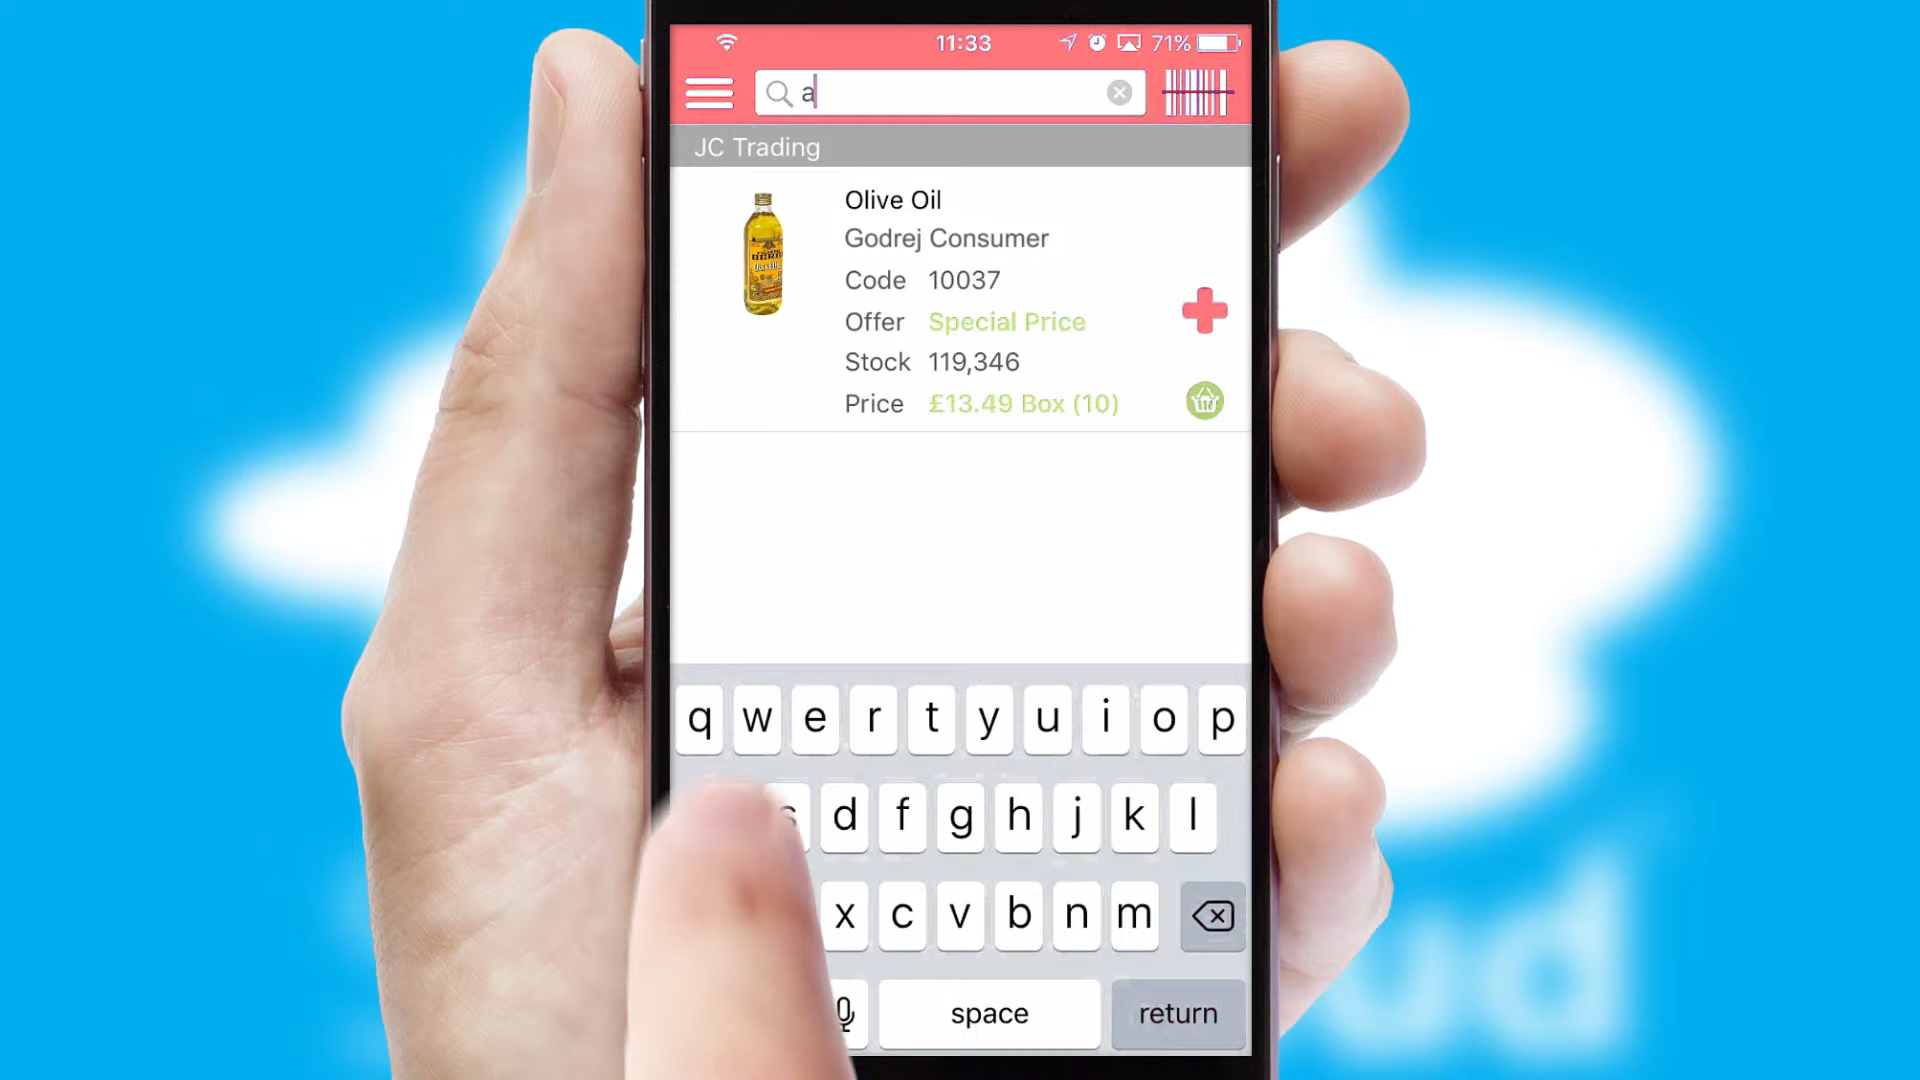 11:33
71%
a
JC Trading
Olive Oil
Godrej Consumer
Code 10037
Offer Special Price
Stock 119,346
Price £13.49 Box (10)
q w e r t y u i o p
s d f g h j k l
x c v b n m
space return